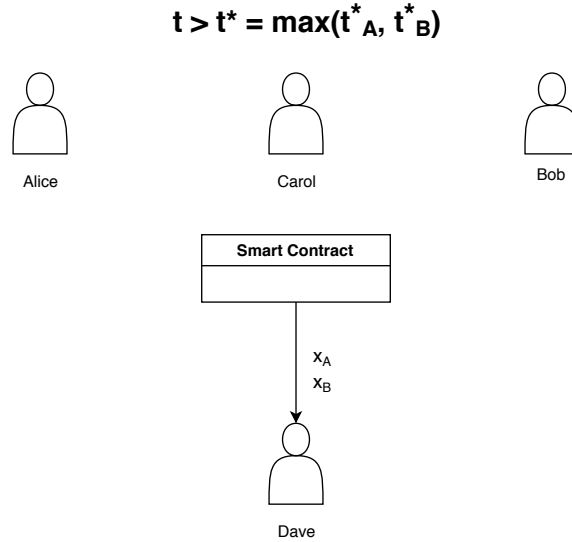 t > t* = max(t*A, t*B)
Alice
Carol
Bob
Smart Contract
xA
xB
Dave